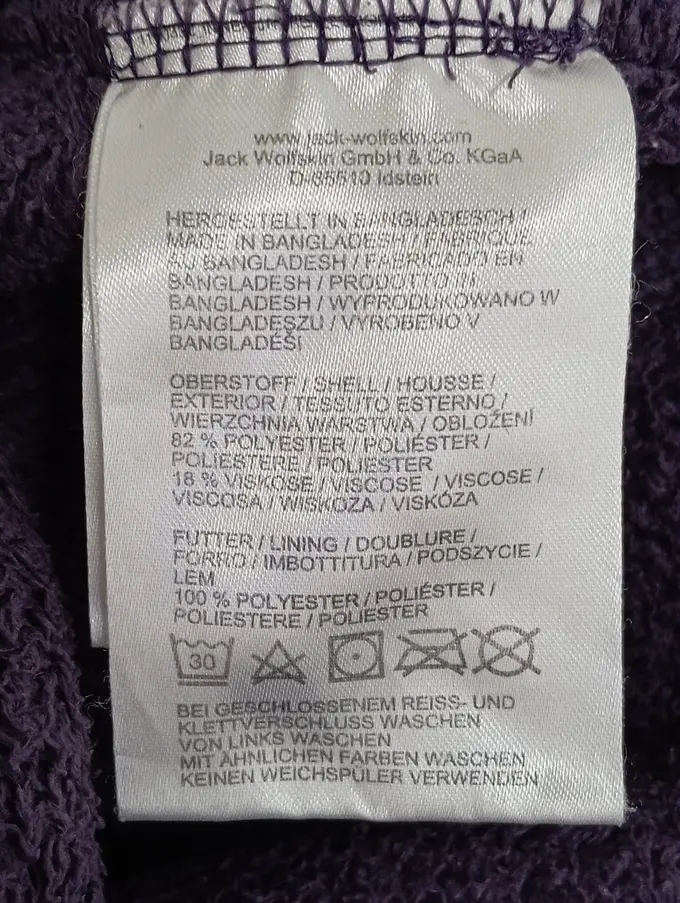 www.jack-wolfskin.com
Jack Wolfskin GmbH & Co. KGaA
D-65510 Idstein
HERGESTELLT IN BANGLADESCH /
MADE IN BANGLADESH / FABRIQUÉ
AU BANGLADESH / FABRICADO EN
BANGLADESH / PRODOTTO IN
BANGLADESH / WYPRODUKOWANO W
BANGLADESZU / VYROBENO V
BANGLADÉŠI
OBERSTOFF / SHELL / HOUSSE /
EXTERIOR / TESSUTO ESTERNO /
WIERZCHNIA WARSTWA / OBLOŽENÍ
82 % POLYESTER / POLIÉSTER /
POLIESTERE / POLIESTER
18 % VISKOSE / VISCOSE / VISCOSE /
VISCOSA / WISKOZA / VISKÓZA
FUTTER / LINING / DOUBLURE /
FORRO / IMBOTTITURA / PODSZYCIE /
LEM
100 % POLYESTER / POLIÉSTER /
POLIESTERE / POLIESTER
30
BEI GESCHLOSSENEM REISS- UND
KLETTVERSCHLUSS WASCHEN
VON LINKS WASCHEN
MIT ÄHNLICHEN FARBEN WASCHEN
KEINEN WEICHSPÜLER VERWENDEN